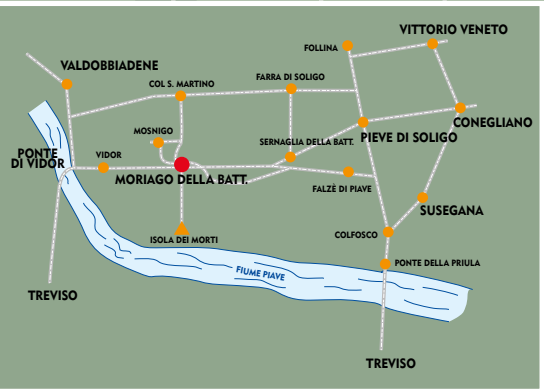 VITTORIO VENETO
FOLLINA
VALDOBBIADENE
FARRA DI SOLIGO
COL S. MARTINO
CONEGLIANO
MOSNIGO
PIEVE DI SOLIGO
SERNAGLIA DELLA BATT.
PONTE
DI VIDOR
VIDOR
MORIAGO DELLA BATT.
FALZÈ DI PIAVE
SUSEGANA
COLFOSCO
ISOLA DEI MORTI
PONTE DELLA PRIULA
FIUME PIAVE
TREVISO
TREVISO